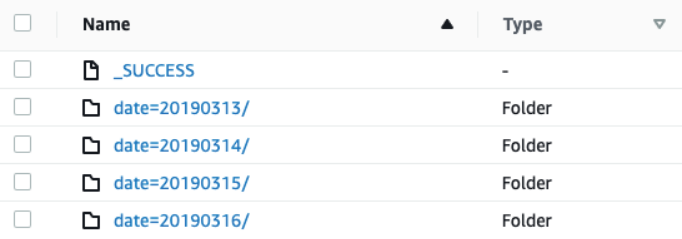 Name Type
_SUCCESS -
date=20190313/ Folder
date=20190314/ Folder
date=20190315/ Folder
date=20190316/ Folder